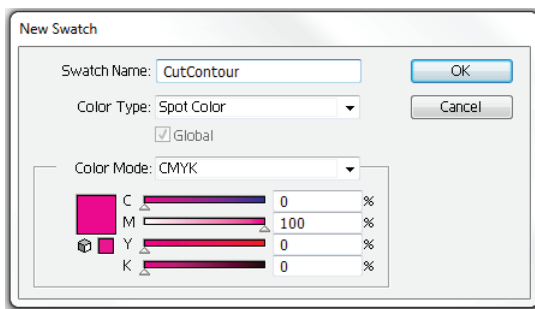 New Swatch
Swatch Name: CutContour
OK
Color Type: Spot Color
Cancel
Global
Color Mode: CMYK
C 0 %
M 100 %
Y 0 %
K 0 %